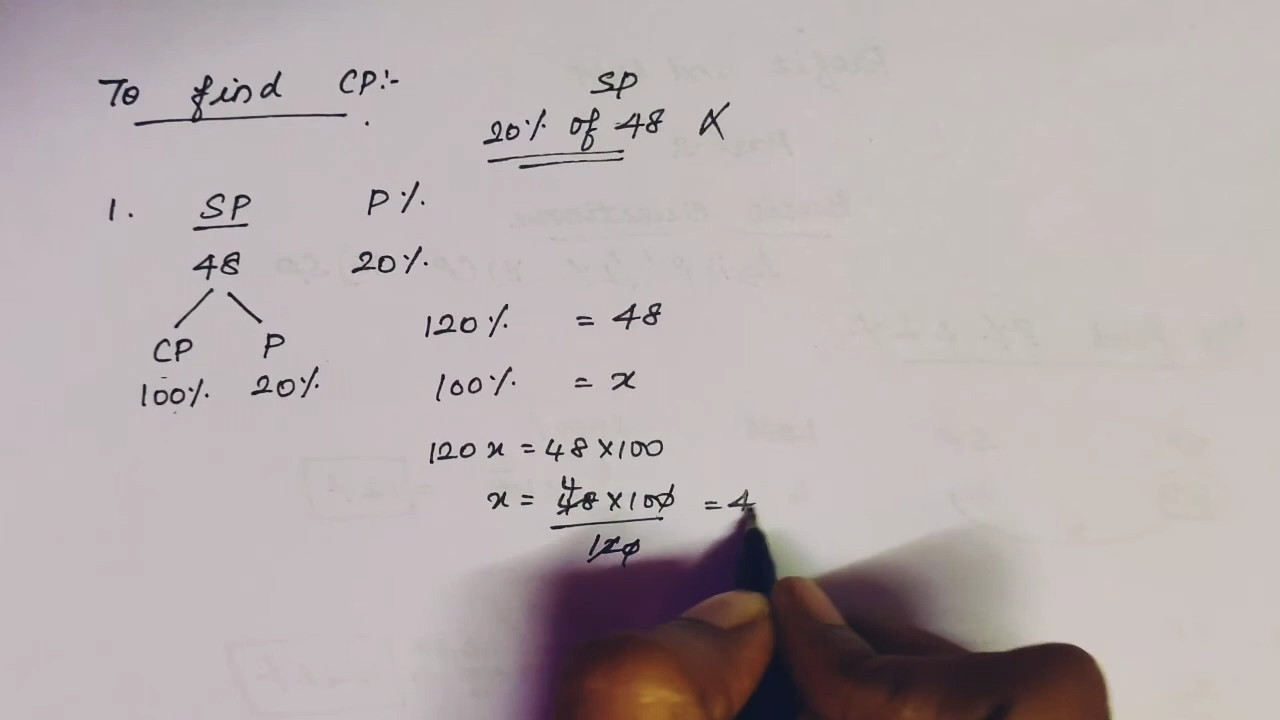 To find CP:-
SP
20% of 48 X
1. SP P%
48 20%
CP P
100% 20%
120% = 48
100% = x
120 x = 48 × 100
4
x = 48 × 100 = 4
120